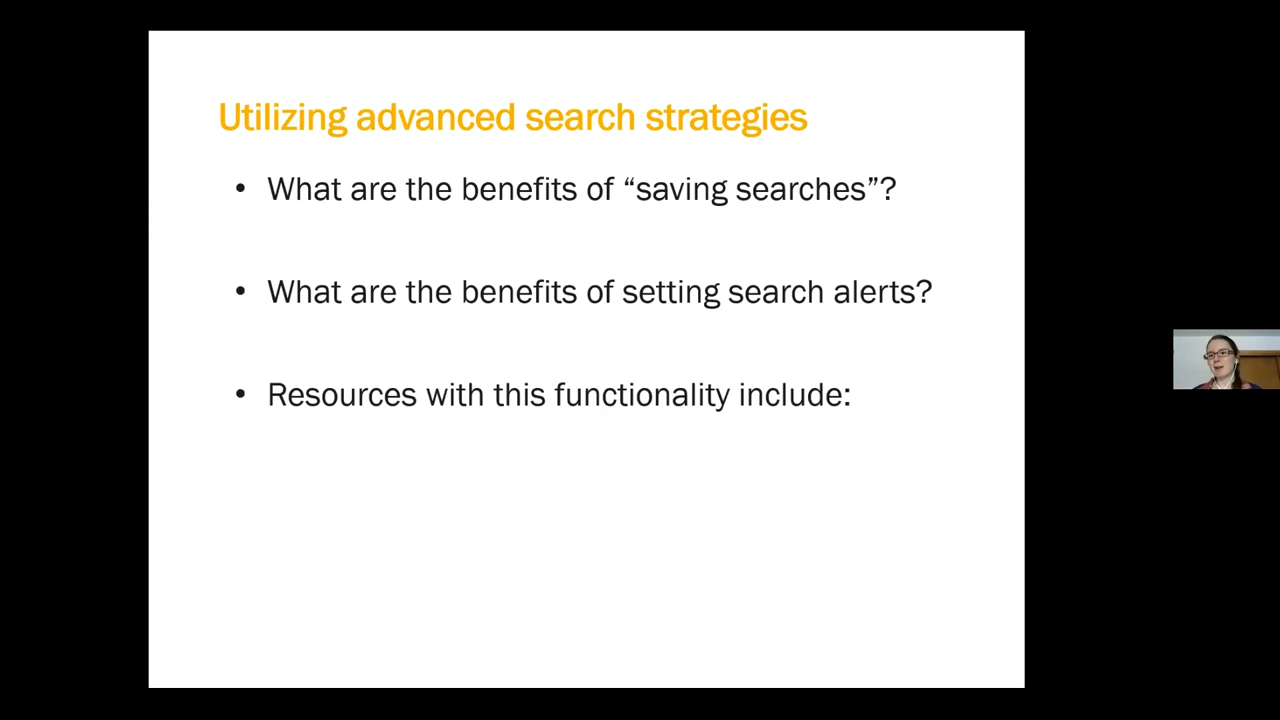 Utilizing advanced search strategies
• What are the benefits of “saving searches”?
• What are the benefits of setting search alerts?
• Resources with this functionality include: